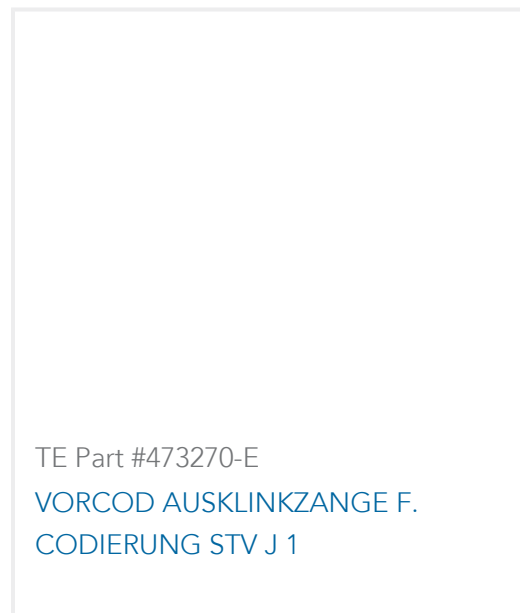 TE Part #473270-E
VORCOD AUSKLINKZANGE F.
CODIERUNG STV J 1